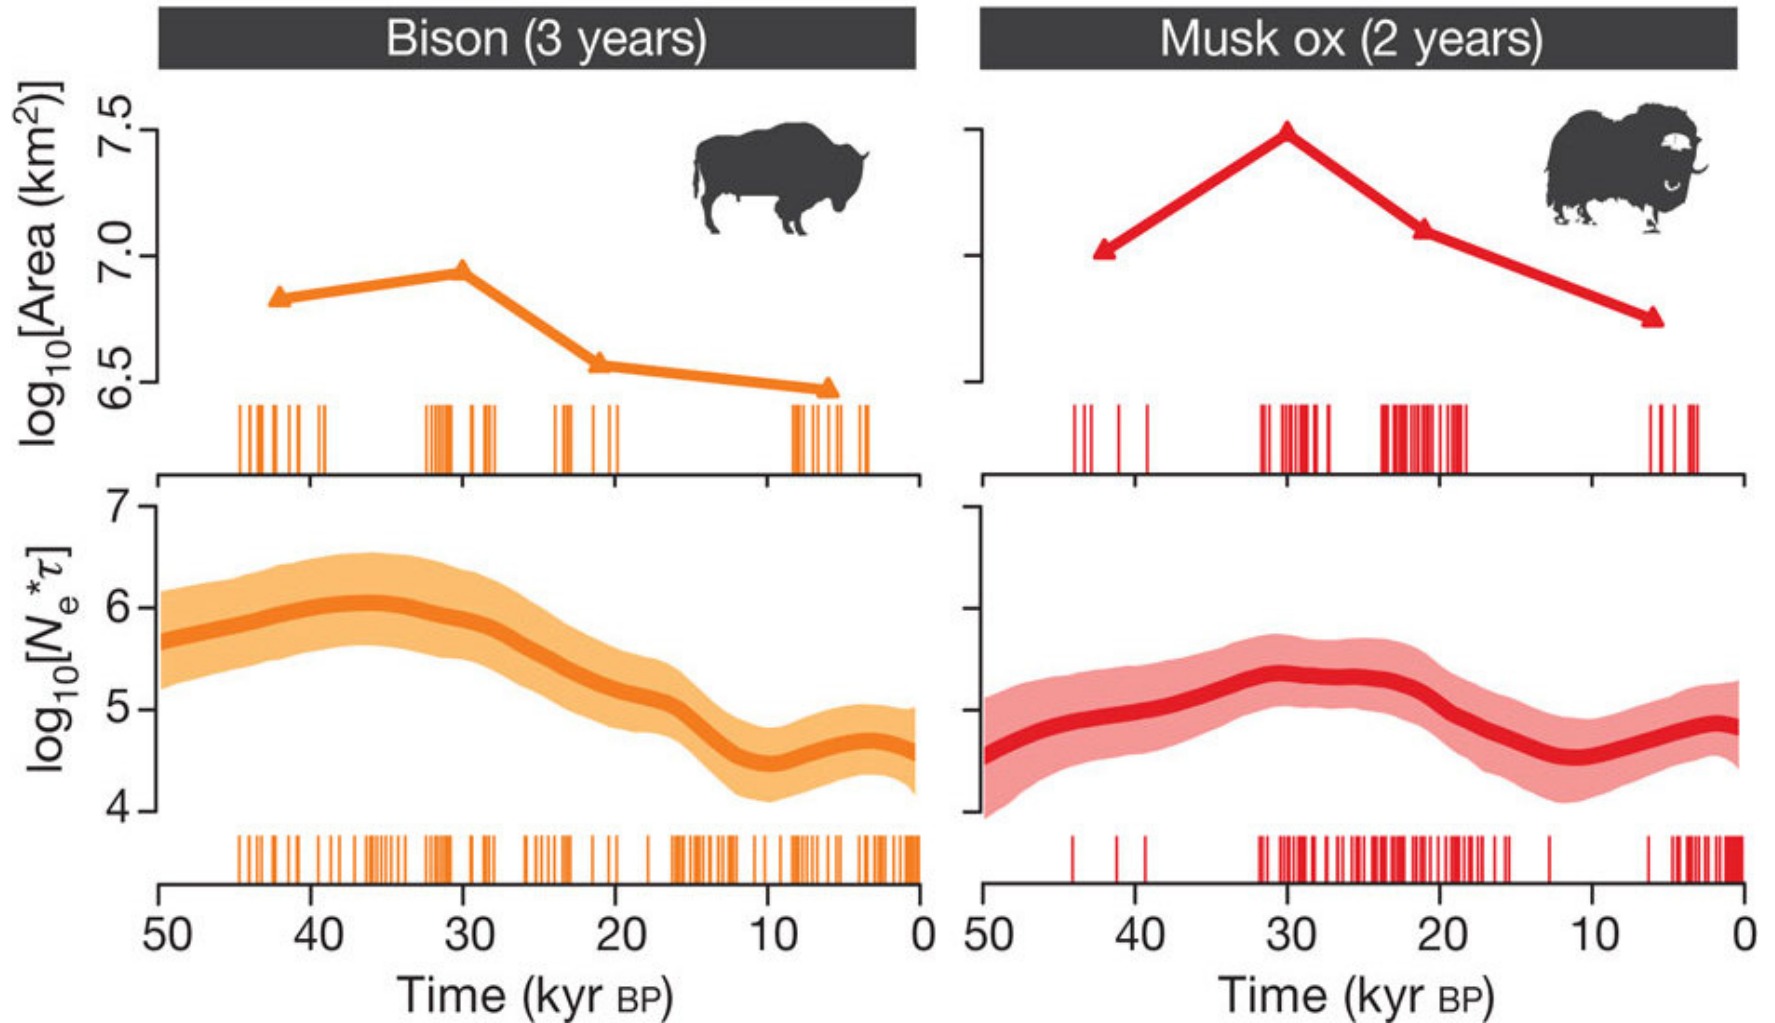 Bison (3 years)
Musk ox (2 years)
log10[Area (km2)]
7.5
7.0
6.5
log10[Ne*τ]
7
6
5
4
50 40 30 20 10 0
50 40 30 20 10 0
Time (kyr BP)
Time (kyr BP)